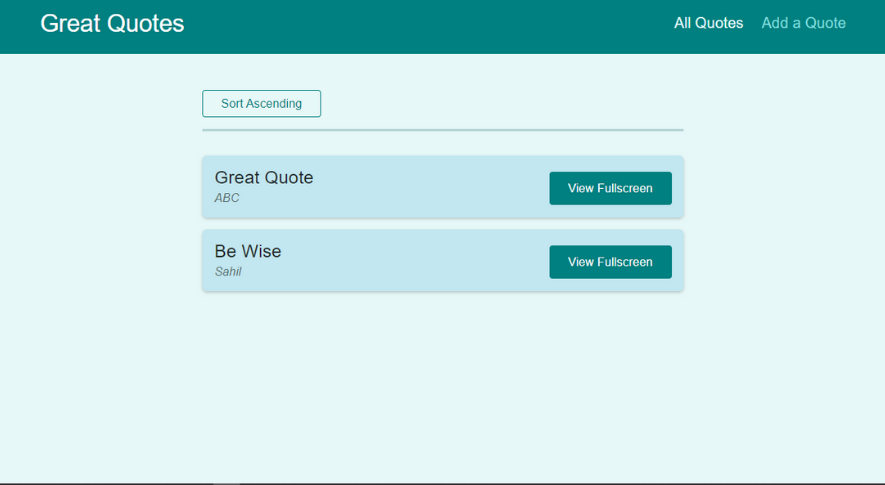 Great Quotes
All Quotes
Add a Quote
Sort Ascending
Great Quote
ABC
View Fullscreen
Be Wise
Sahil
View Fullscreen